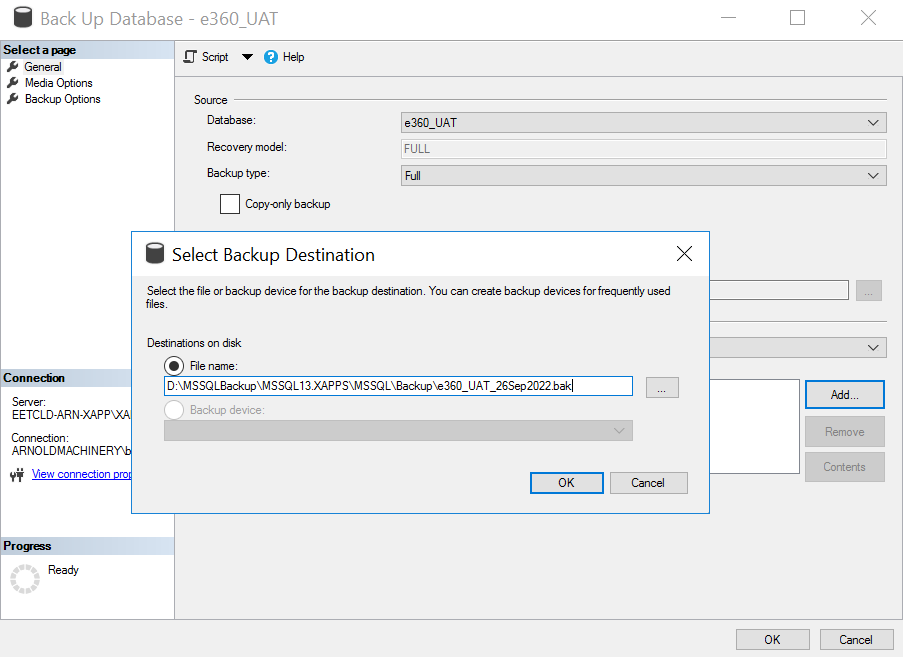 Back Up Database - e360_UAT
Select a page
General
Media Options
Backup Options
Script
Help
Source
Database:
e360_UAT
Recovery model:
FULL
Backup type:
Full
Copy-only backup
Select Backup Destination
Select the file or backup device for the backup destination. You can create backup devices for frequently used
files.
Destinations on disk
File name:
D:\MSSQLBackup\MSSQL13.XAPPS\MSSQL\Backup\e360_UAT_26Sep2022.bak
...
Backup device:
OK
Cancel
...
Add...
Remove
Contents
Connection
Server:
EETCLD-ARN-XAPP\XA
Connection:
ARNOLDMACHINERY\b
View connection prop
Progress
Ready
OK
Cancel